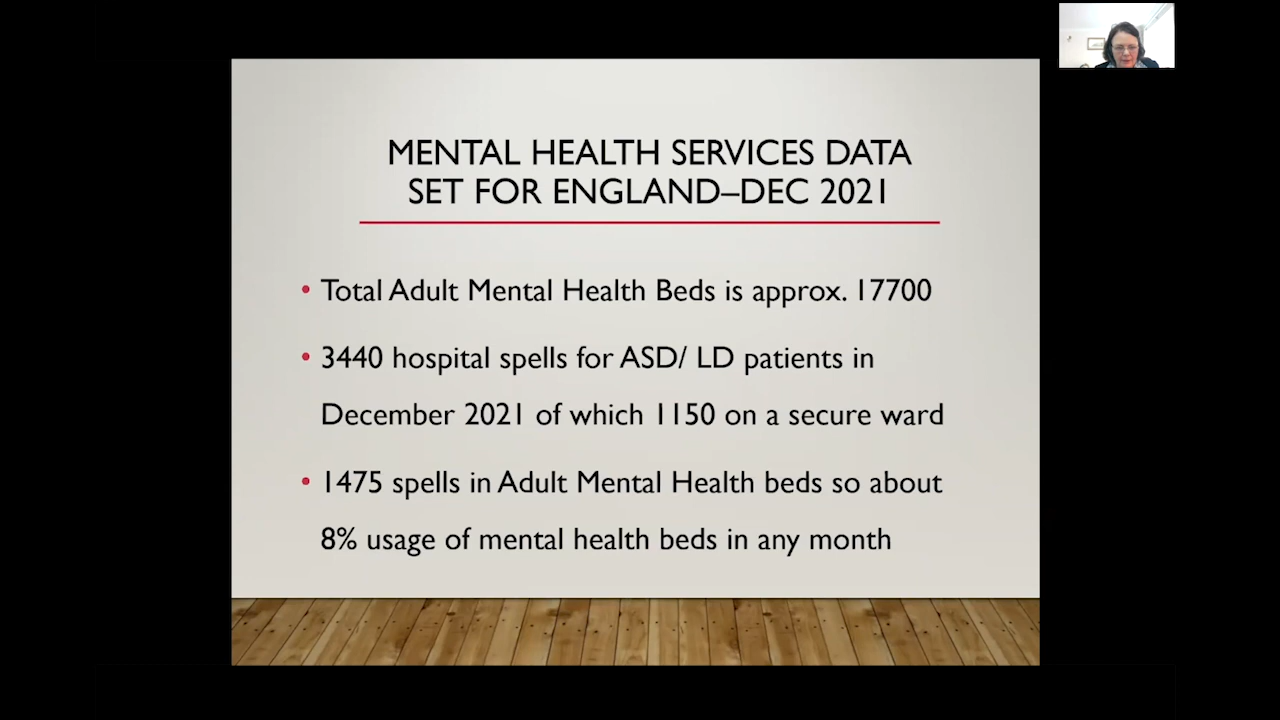 MENTAL HEALTH SERVICES DATA
SET FOR ENGLAND–DEC 2021
• Total Adult Mental Health Beds is approx. 17700
• 3440 hospital spells for ASD/ LD patients in
December 2021 of which 1150 on a secure ward
• 1475 spells in Adult Mental Health beds so about
8% usage of mental health beds in any month